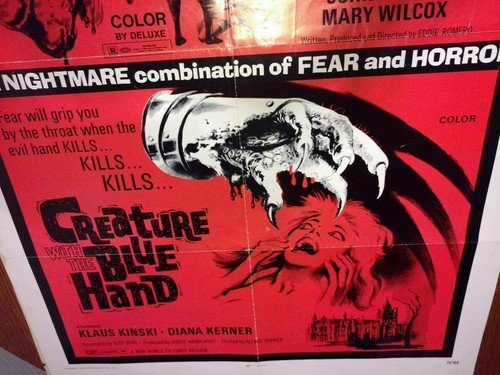 COLOR
BY DELUXE
R
MARY WILCOX
Written, Produced and Directed by EDDIE ROMERO
A NIGHTMARE combination of FEAR and HORROR
Fear will grip you
by the throat when the
evil hand KILLS...
KILLS...
KILLS...
COLOR
CREATURE
WITH THE BLUE
HAND
KLAUS KINSKI · DIANA KERNER
A NEW WORLD PICTURES RELEASE